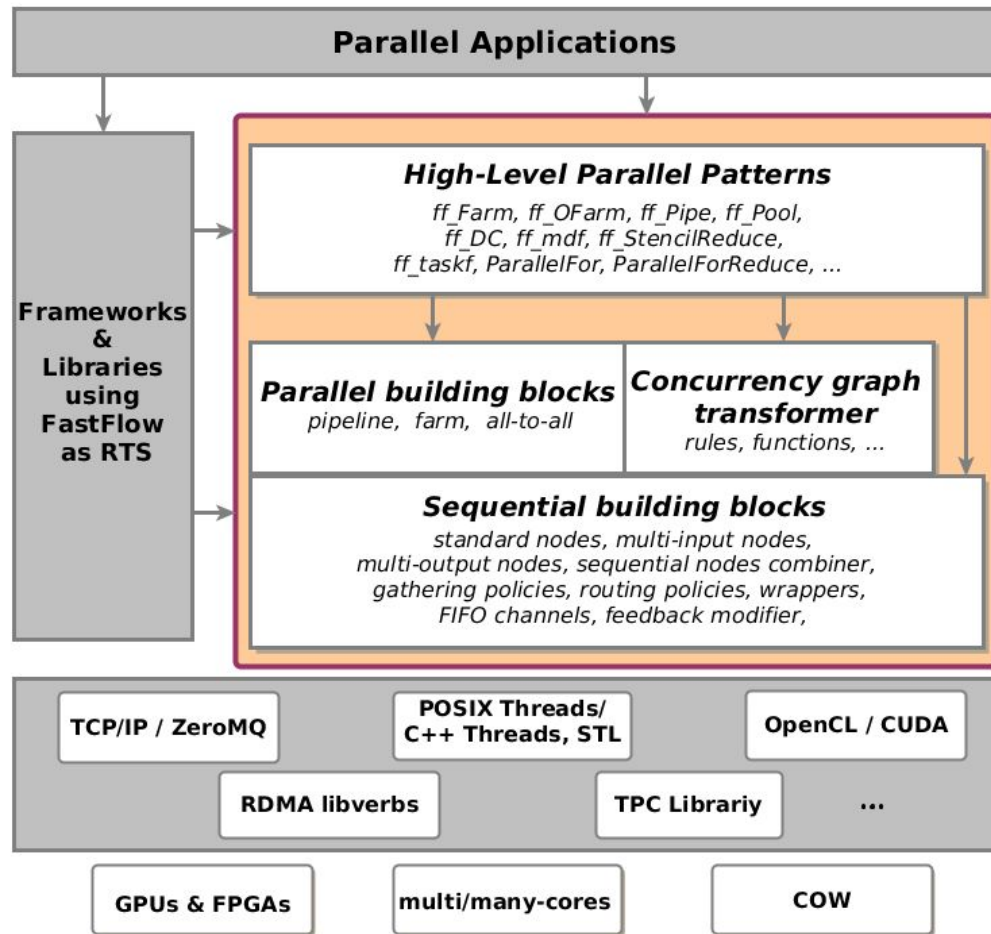 Parallel Applications
Frameworks
&
Libraries
using
FastFlow
as RTS
High-Level Parallel Patterns
ff_Farm, ff_OFarm, ff_Pipe, ff_Pool,
ff_DC, ff_mdf, ff_StencilReduce,
ff_taskf, ParallelFor, ParallelForReduce, ...
Parallel building blocks
pipeline, farm, all-to-all
Concurrency graph
transformer
rules, functions, ...
Sequential building blocks
standard nodes, multi-input nodes,
multi-output nodes, sequential nodes combiner,
gathering policies, routing policies, wrappers,
FIFO channels, feedback modifier,
TCP/IP / ZeroMQ
POSIX Threads/
C++ Threads, STL
OpenCL / CUDA
RDMA libverbs
TPC Librariy
...
GPUs & FPGAs
multi/many-cores
COW